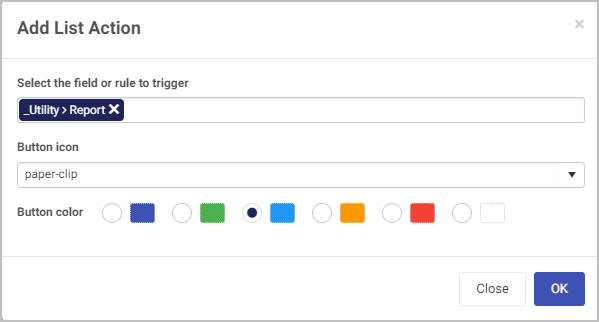 Add List Action
×
Select the field or rule to trigger
_Utility > Report ✕
Button icon
paper-clip
Button color
Close OK